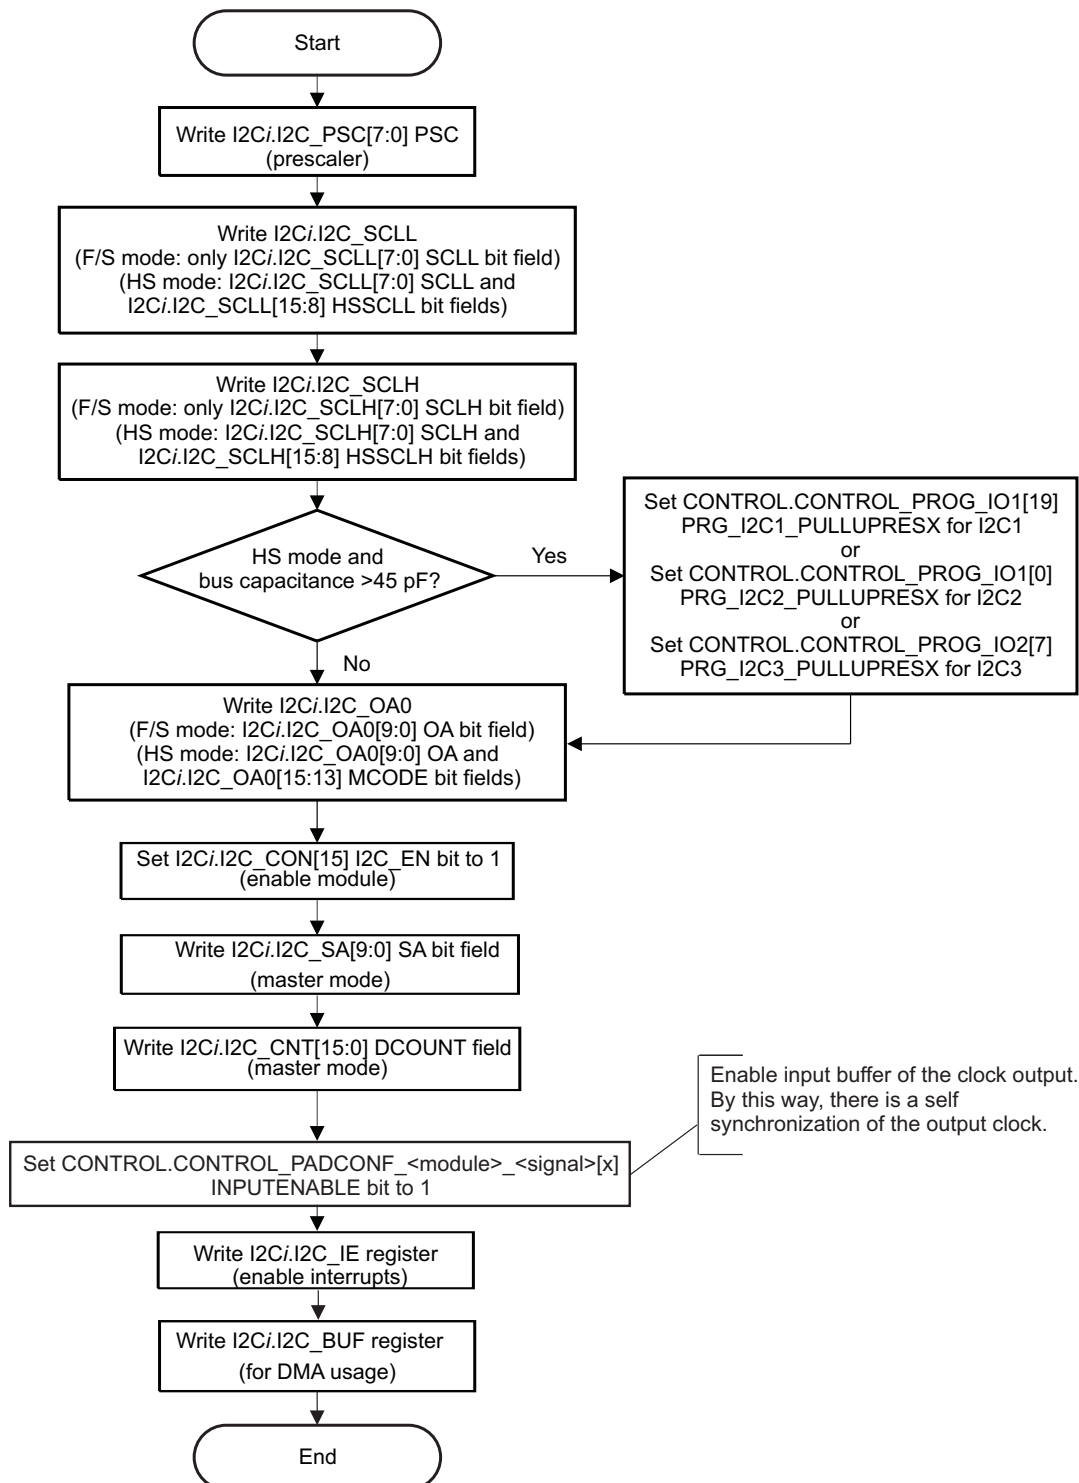 Start
Write I2Ci.I2C_PSC[7:0] PSC
(prescaler)
Write I2Ci.I2C_SCLL
(F/S mode: only I2Ci.I2C_SCLL[7:0] SCLL bit field)
(HS mode: I2Ci.I2C_SCLL[7:0] SCLL and
I2Ci.I2C_SCLL[15:8] HSSCLL bit fields)
Write I2Ci.I2C_SCLH
(F/S mode: only I2Ci.I2C_SCLH[7:0] SCLH bit field)
(HS mode: I2Ci.I2C_SCLH[7:0] SCLH and
I2Ci.I2C_SCLH[15:8] HSSCLH bit fields)
HS mode and
bus capacitance >45 pF?
Yes
Set CONTROL.CONTROL_PROG_IO1[19]
PRG_I2C1_PULLUPRESX for I2C1
or
Set CONTROL.CONTROL_PROG_IO1[0]
PRG_I2C2_PULLUPRESX for I2C2
or
Set CONTROL.CONTROL_PROG_IO2[7]
PRG_I2C3_PULLUPRESX for I2C3
No
Write I2Ci.I2C_OA0
(F/S mode: I2Ci.I2C_OA0[9:0] OA bit field)
(HS mode: I2Ci.I2C_OA0[9:0] OA and
I2Ci.I2C_OA0[15:13] MCODE bit fields)
Set I2Ci.I2C_CON[15] I2C_EN bit to 1
(enable module)
Write I2Ci.I2C_SA[9:0] SA bit field
(master mode)
Write I2Ci.I2C_CNT[15:0] DCOUNT field
(master mode)
Enable input buffer of the clock output.
By this way, there is a self
synchronization of the output clock.
Set CONTROL.CONTROL_PADCONF_<module>_<signal>[x]
INPUTENABLE bit to 1
Write I2Ci.I2C_IE register
(enable interrupts)
Write I2Ci.I2C_BUF register
(for DMA usage)
End